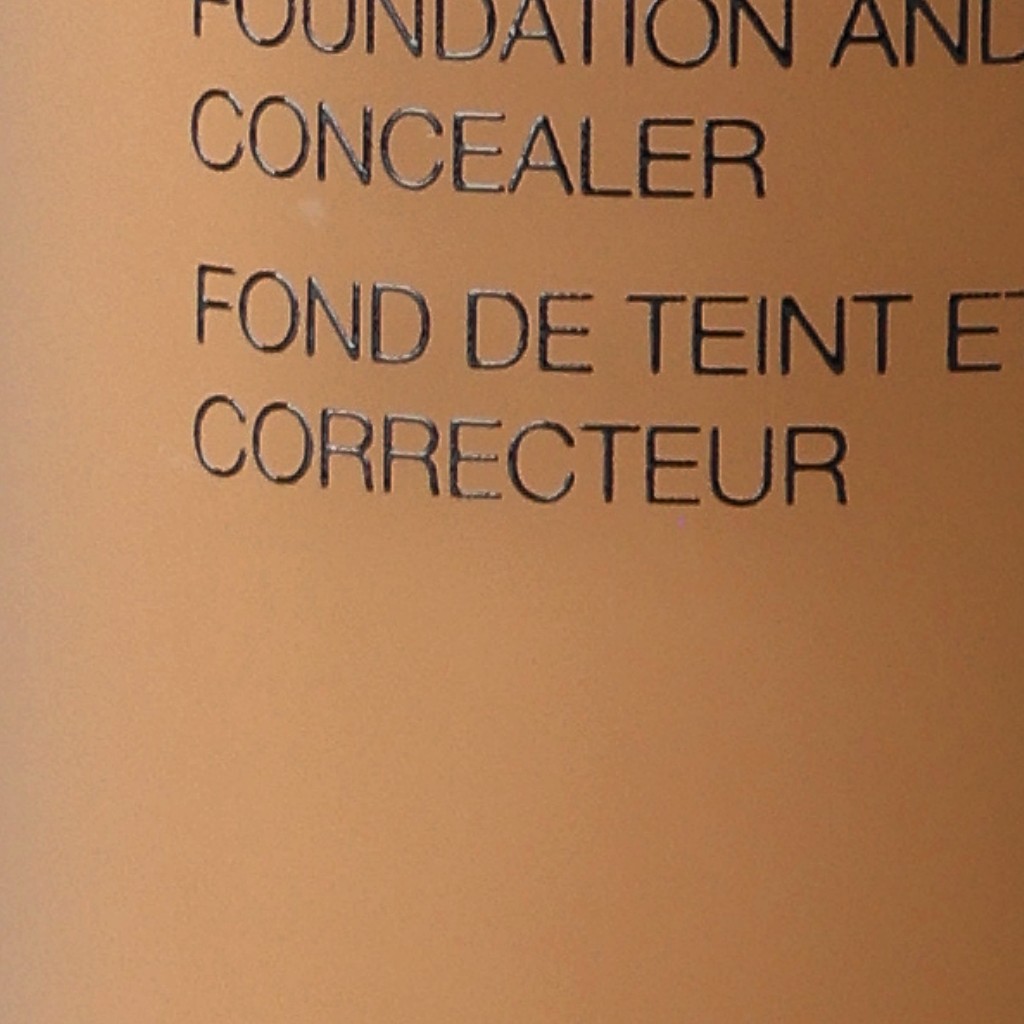 FOUNDATION AND
CONCEALER
FOND DE TEINT ET
CORRECTEUR